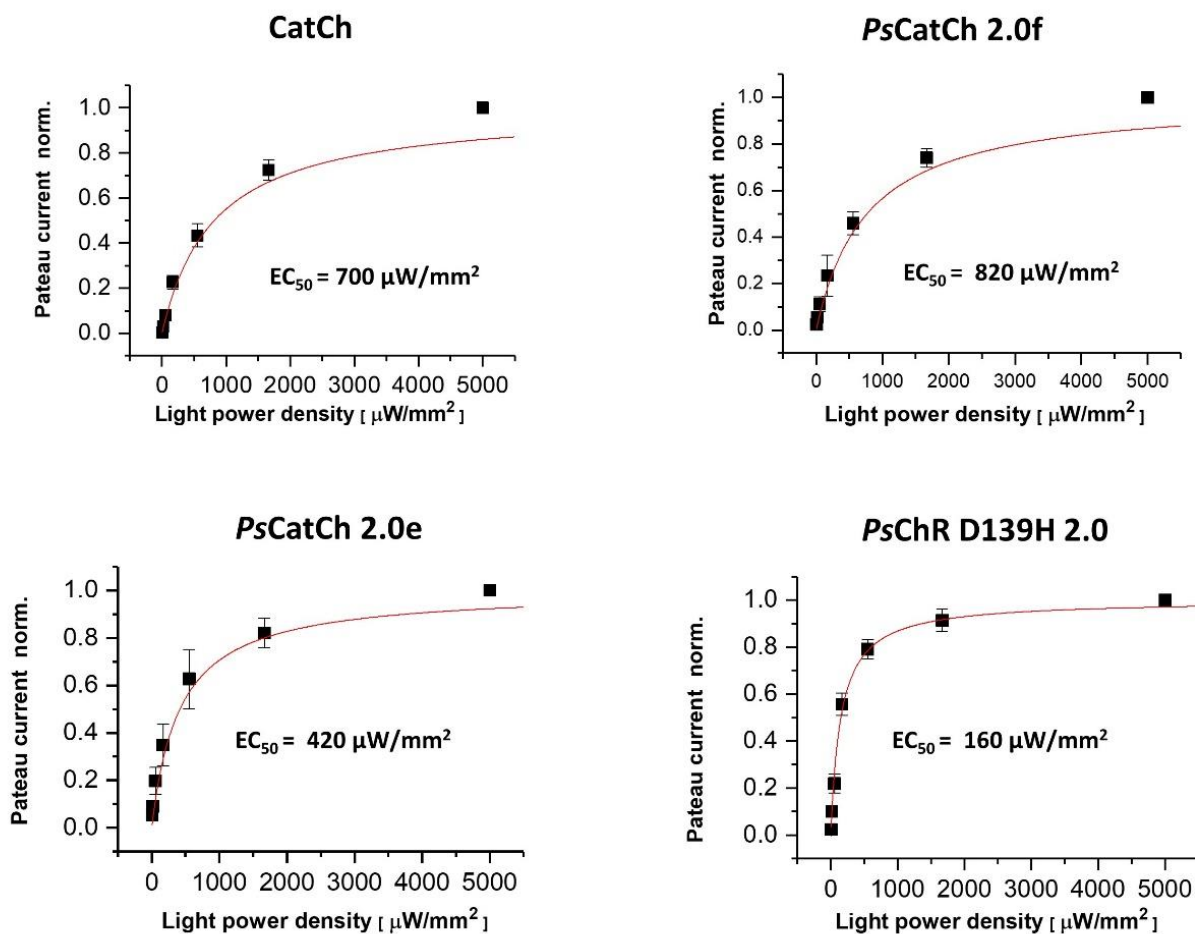 CatCh
Pateau current norm.
1.0
0.8
0.6
0.4
0.2
0.0
EC50 = 700 µW/mm2
0 1000 2000 3000 4000 5000
Light power density [ µW/mm2 ]
PsCatCh 2.0f
Pateau current norm.
1.0
0.8
0.6
0.4
0.2
0.0
EC50 = 820 µW/mm2
0 1000 2000 3000 4000 5000
Light power density [ µW/mm2 ]
PsCatCh 2.0e
Pateau current norm.
1.0
0.8
0.6
0.4
0.2
0.0
EC50 = 420 µW/mm2
0 1000 2000 3000 4000 5000
Light power density [ µW/mm2 ]
PsChR D139H 2.0
Pateau current norm.
1.0
0.8
0.6
0.4
0.2
0.0
EC50 = 160 µW/mm2
0 1000 2000 3000 4000 5000
Light power density [ µW/mm2 ]